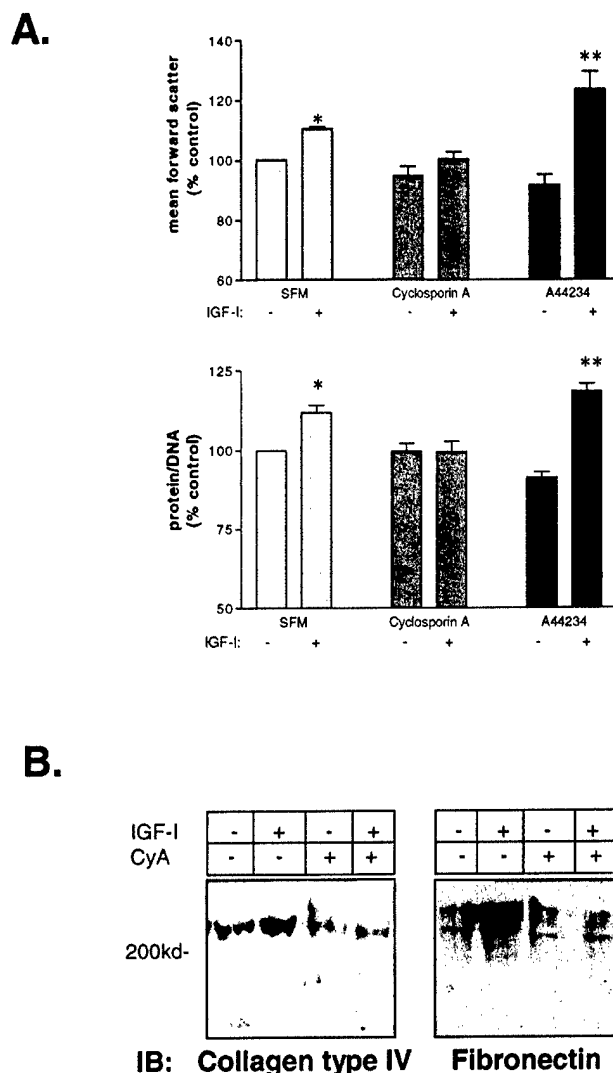 A.
mean forward scatter
(% control)
140
120
100
80
60
*
**
SFM
Cyclosporin A
A44234
IGF-I: - + - + - +
protein/DNA
(% control)
125
100
75
50
*
**
SFM
Cyclosporin A
A44234
IGF-I: - + - + - +
B.
IGF-I - + - + - + - +
CyA - - + + - - + +
200kd-
IB: Collagen type IV Fibronectin